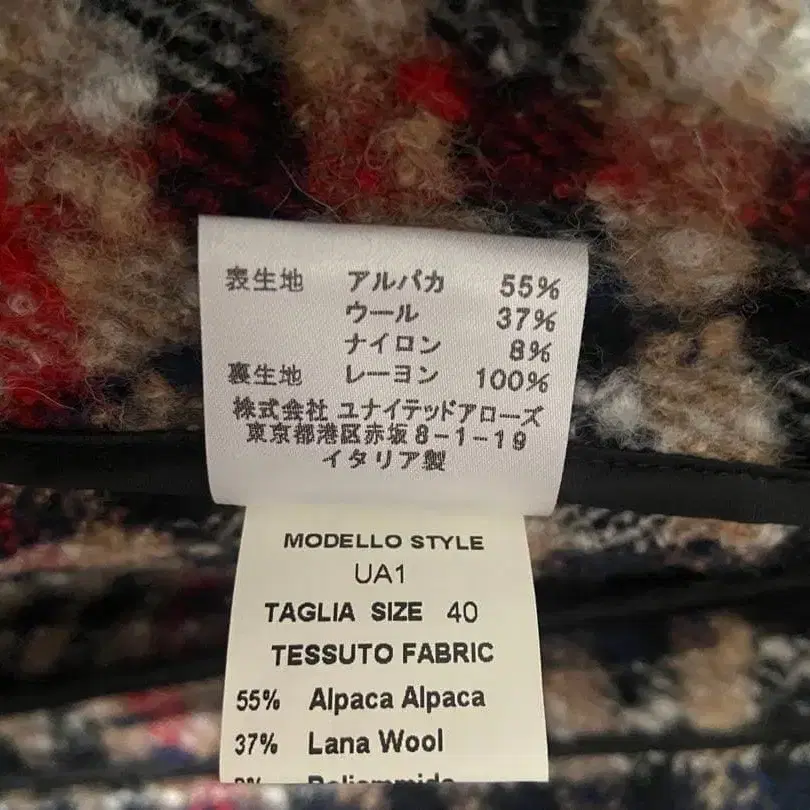 表生地 アルパカ 55%
ウール 37%
ナイロン 8%
裏生地 レーヨン 100%
株式会社 ユナイテッドアローズ
東京都港区赤坂8-1-19
イタリア製
MODELLO STYLE
UA1
TAGLIA SIZE 40
TESSUTO FABRIC
55% Alpaca Alpaca
37% Lana Wool